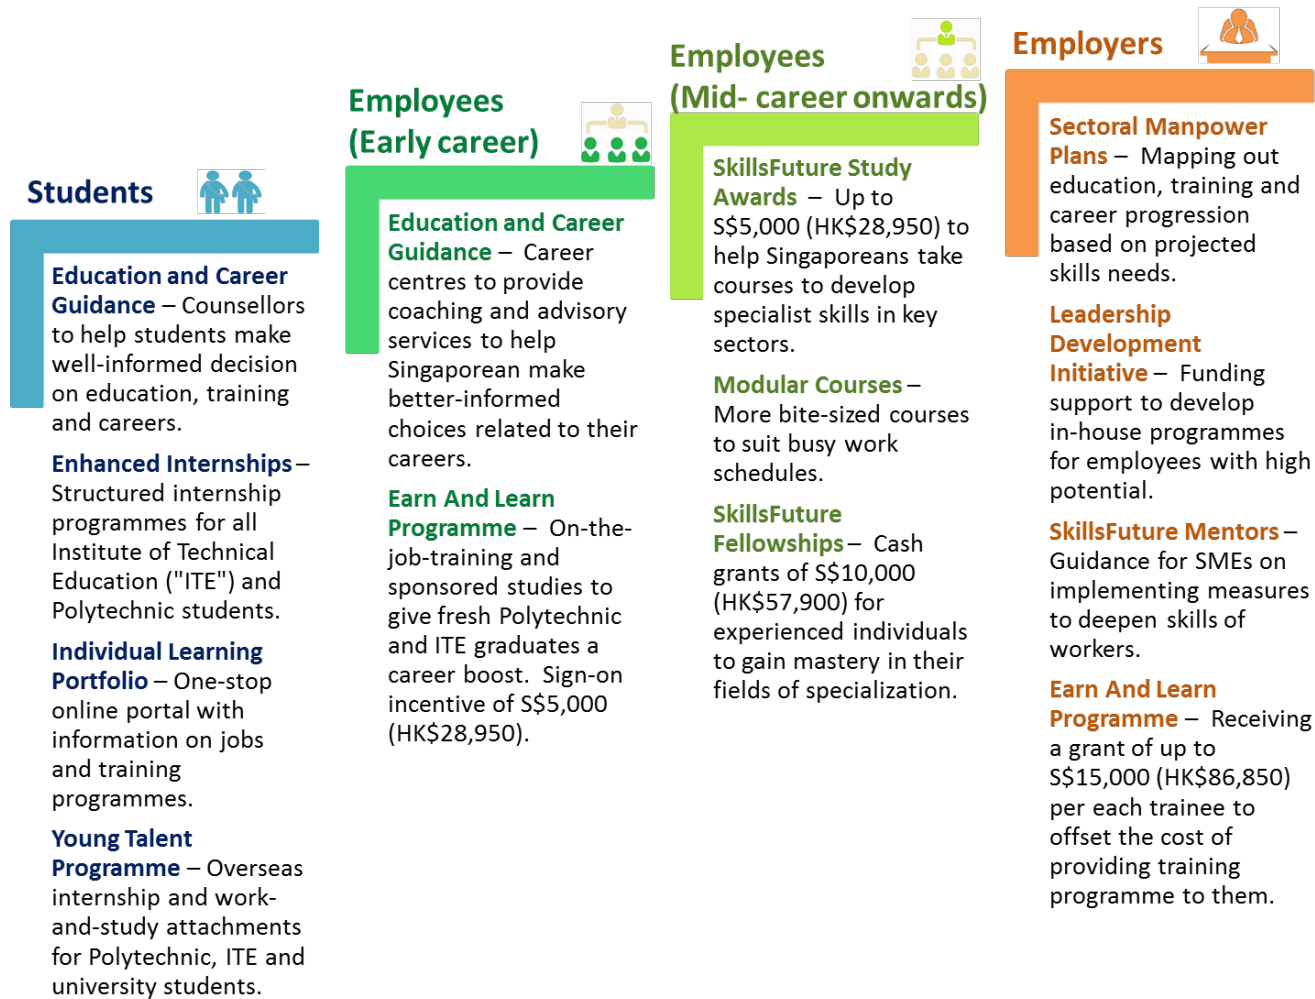 Students
Education and Career
Guidance – Counsellors
to help students make
well-informed decision
on education, training
and careers.
Enhanced Internships –
Structured internship
programmes for all
Institute of Technical
Education ("ITE") and
Polytechnic students.
Individual Learning
Portfolio – One-stop
online portal with
information on jobs
and training
programmes.
Young Talent
Programme – Overseas
internship and work-
and-study attachments
for Polytechnic, ITE and
university students.
Employees
(Early career)
Education and Career
Guidance – Career
centres to provide
coaching and advisory
services to help
Singaporean make
better-informed
choices related to their
careers.
Earn And Learn
Programme – On-the-
job-training and
sponsored studies to
give fresh Polytechnic
and ITE graduates a
career boost. Sign-on
incentive of S$5,000
(HK$28,950).
Employees
(Mid- career onwards)
SkillsFuture Study
Awards – Up to
S$5,000 (HK$28,950) to
help Singaporeans take
courses to develop
specialist skills in key
sectors.
Modular Courses –
More bite-sized courses
to suit busy work
schedules.
SkillsFuture
Fellowships – Cash
grants of S$10,000
(HK$57,900) for
experienced individuals
to gain mastery in their
fields of specialization.
Employers
Sectoral Manpower
Plans – Mapping out
education, training and
career progression
based on projected
skills needs.
Leadership
Development
Initiative – Funding
support to develop
in-house programmes
for employees with high
potential.
SkillsFuture Mentors –
Guidance for SMEs on
implementing measures
to deepen skills of
workers.
Earn And Learn
Programme – Receiving
a grant of up to
S$15,000 (HK$86,850)
per each trainee to
offset the cost of
providing training
programme to them.